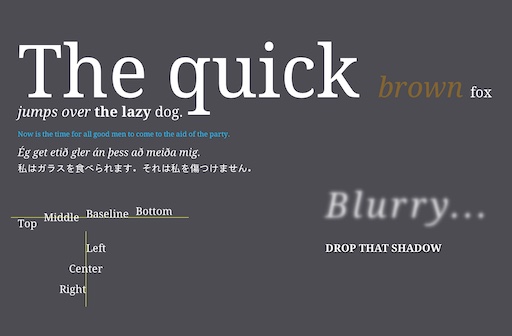 The quick brown fox
jumps over the lazy dog.
Now is the time for all good men to come to the aid of the party.
Ég get etið gler án þess að meiða mig.
私はガラスを食べられます。それは私を傷つけません。
Top Middle Baseline Bottom
Left
Center
Right
Blurry...
DROP THAT SHADOW